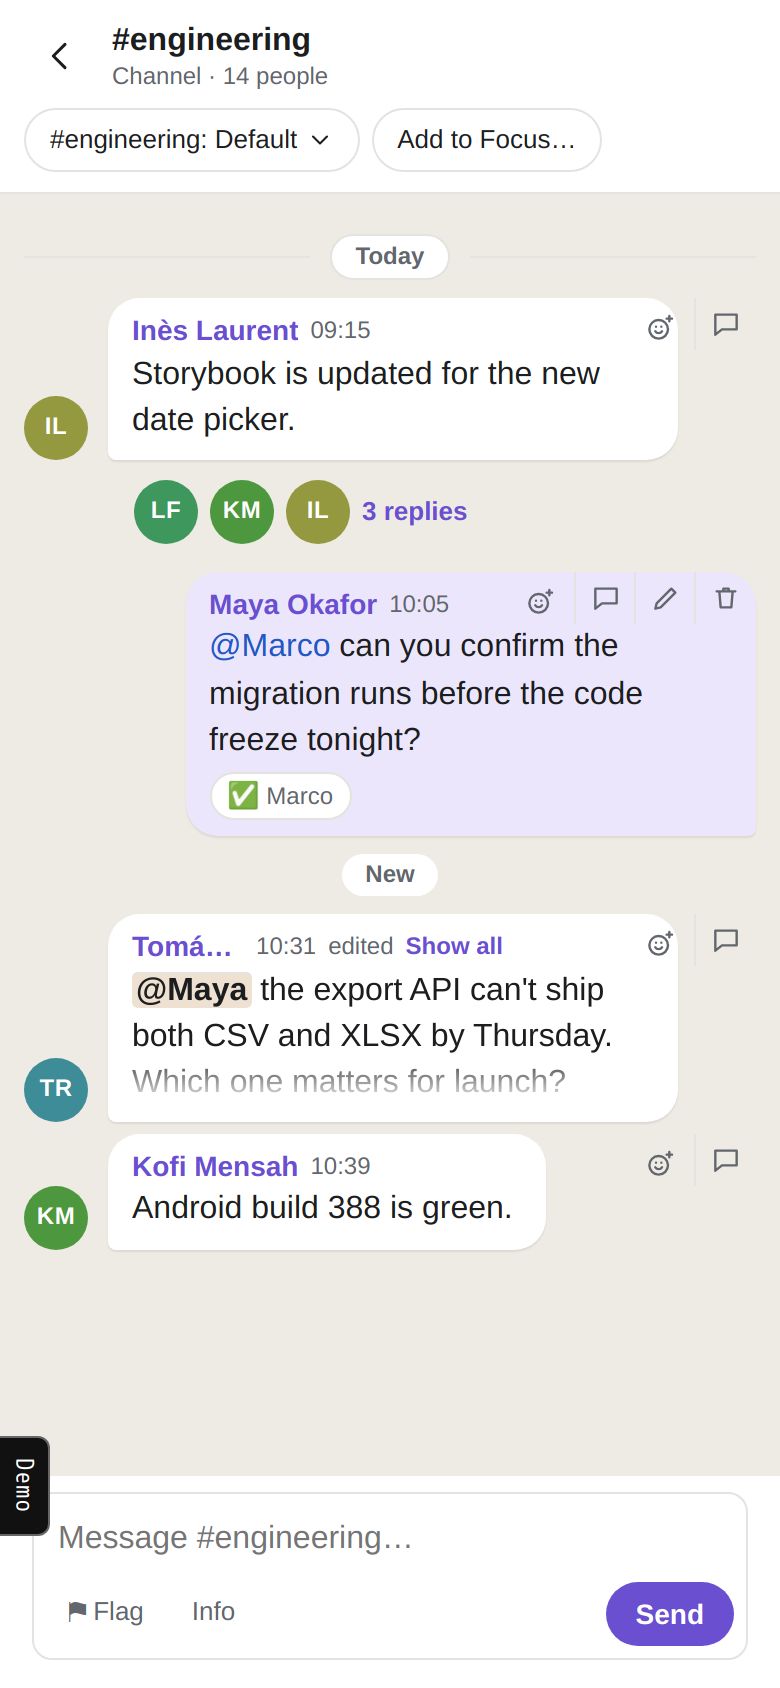 #engineering
Channel · 14 people
#engineering: Default
Add to Focus…
Today
Inès Laurent 09:15
Storybook is updated for the new
date picker.
IL
LF KM IL 3 replies
Maya Okafor 10:05
@Marco can you confirm the
migration runs before the code
freeze tonight?
✅ Marco
New
Tomá… 10:31 edited Show all
@Maya the export API can't ship
both CSV and XLSX by Thursday.
Which one matters for launch?
TR
Kofi Mensah 10:39
Android build 388 is green.
KM
Demo
Message #engineering…
Flag Info
Send